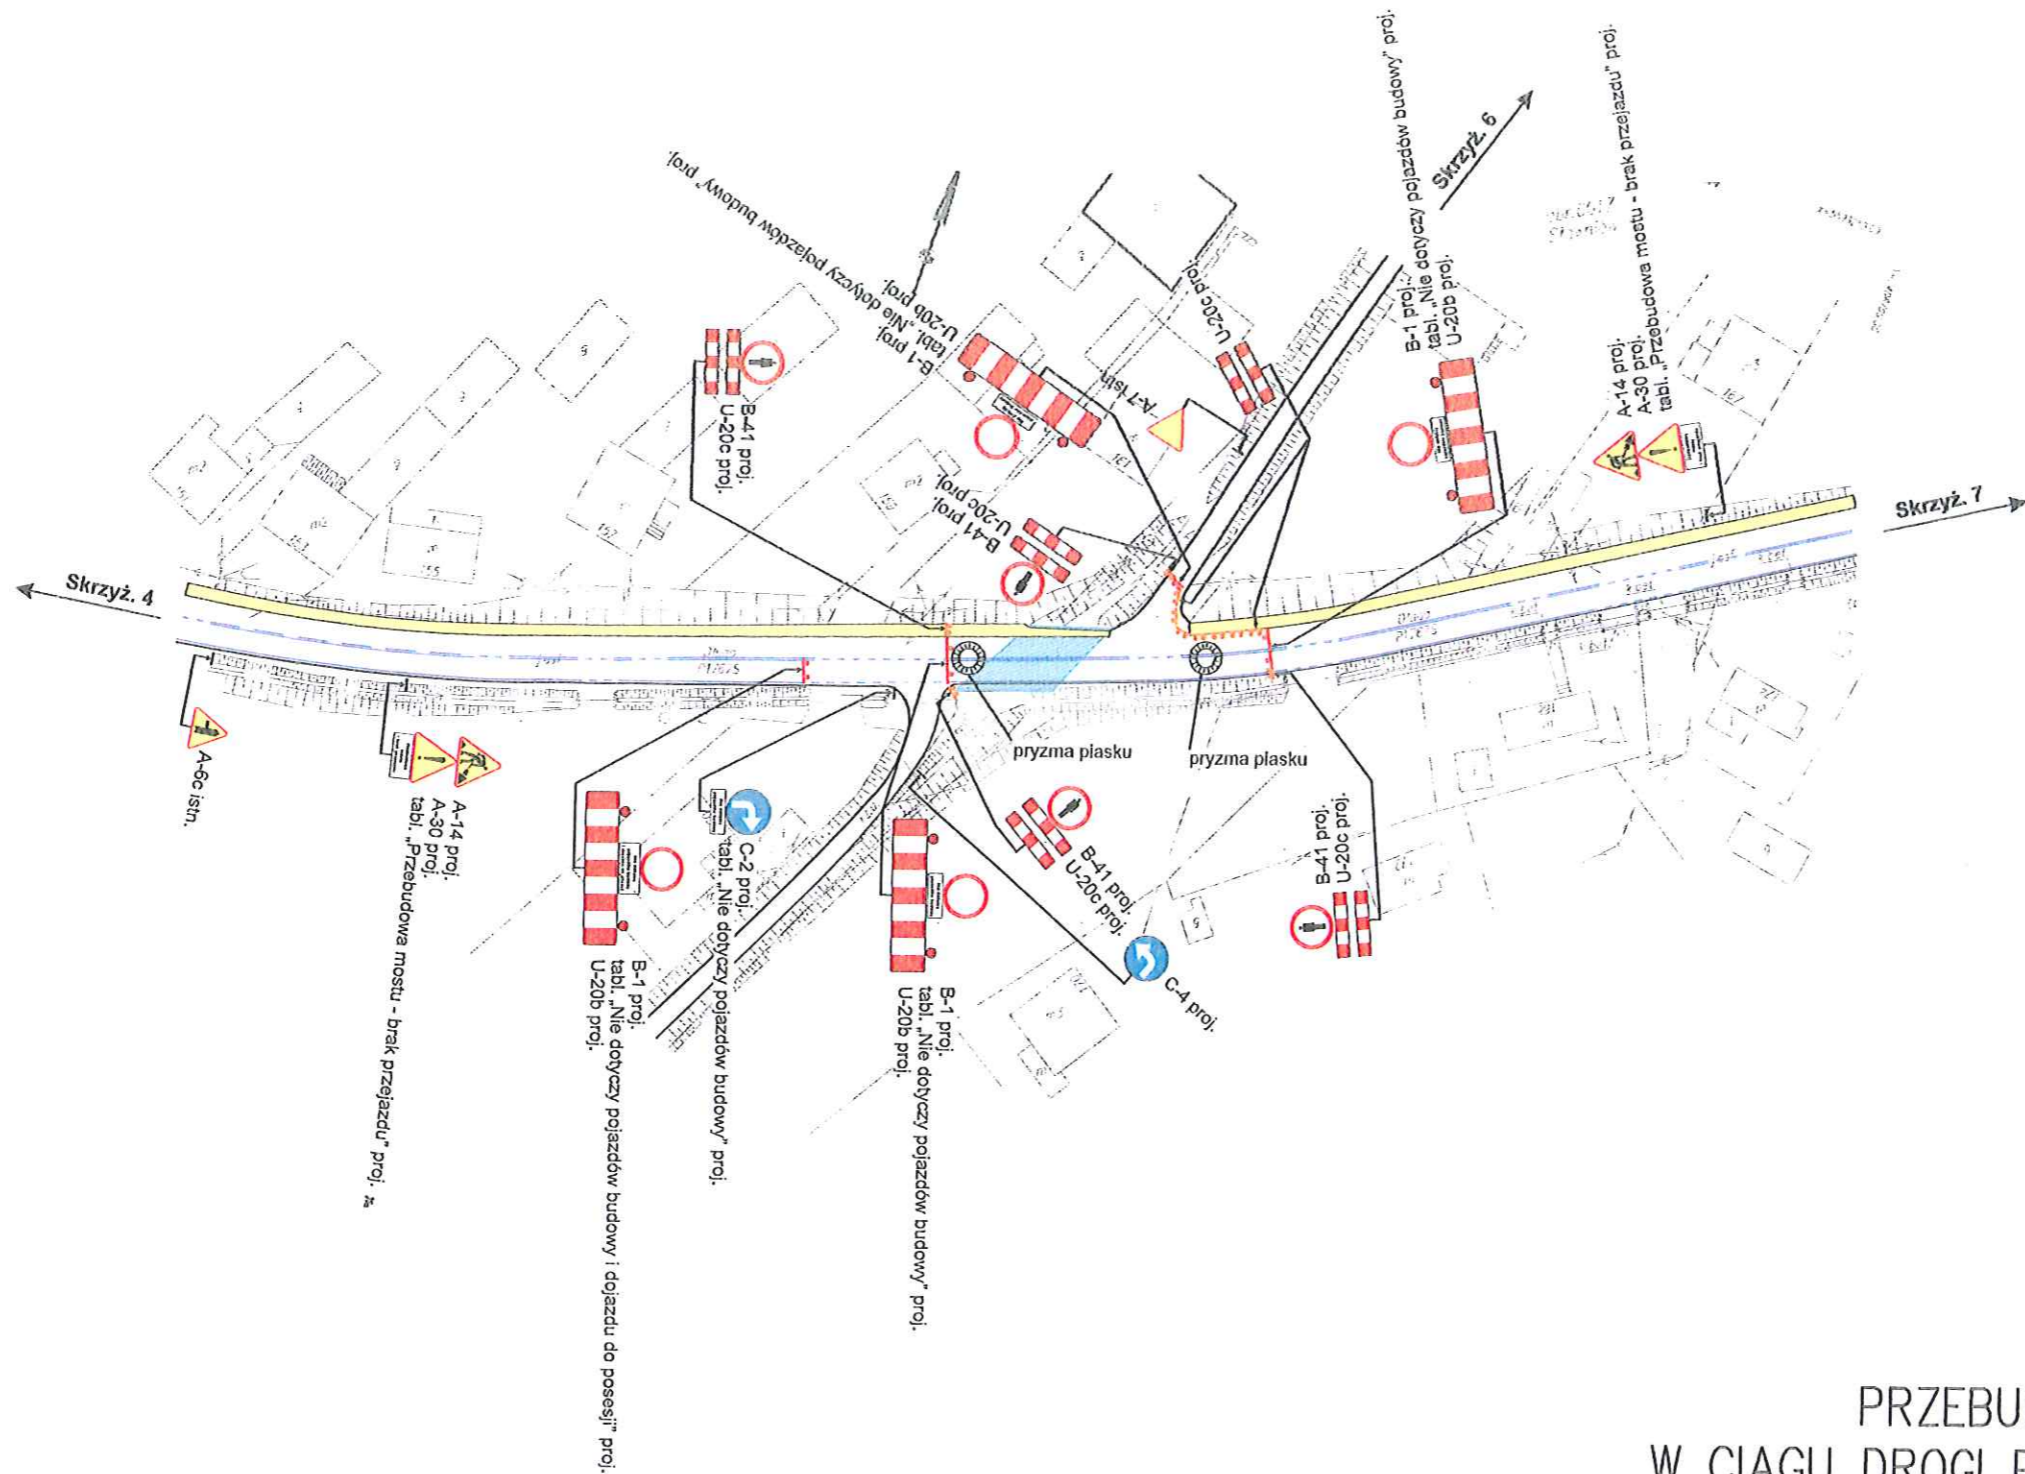 B-1 proj.
tabl. „Nie dotyczy pojazdów budowy” proj.
U-20b proj.
Skrzyż. 6
A-14 proj.
A-30 proj.
tabl. „Przebudowa mostu - brak przejazdu” proj.
B-1 proj.
tabl. „Nie dotyczy pojazdów budowy” proj.
U-20b proj.
U-20c proj.
A-7 istn.
B-41 proj.
U-20c proj.
B-41 proj.
U-20c proj.
Skrzyż. 7
Skrzyż. 4
A-6c istn.
A-14 proj.
A-30 proj.
tabl. „Przebudowa mostu - brak przejazdu” proj.
pryzma piasku
pryzma piasku
B-1 proj.
tabl. „Nie dotyczy pojazdów budowy i dojazdu do posesji” proj.
U-20b proj.
C-2 proj.
tabl. „Nie dotyczy pojazdów budowy” proj.
B-1 proj.
tabl. „Nie dotyczy pojazdów budowy” proj.
U-20b proj.
B-41 proj.
U-20c proj.
C-4 proj.
B-41 proj.
U-20c proj.
PRZEBU
W CIĄGU DROGI